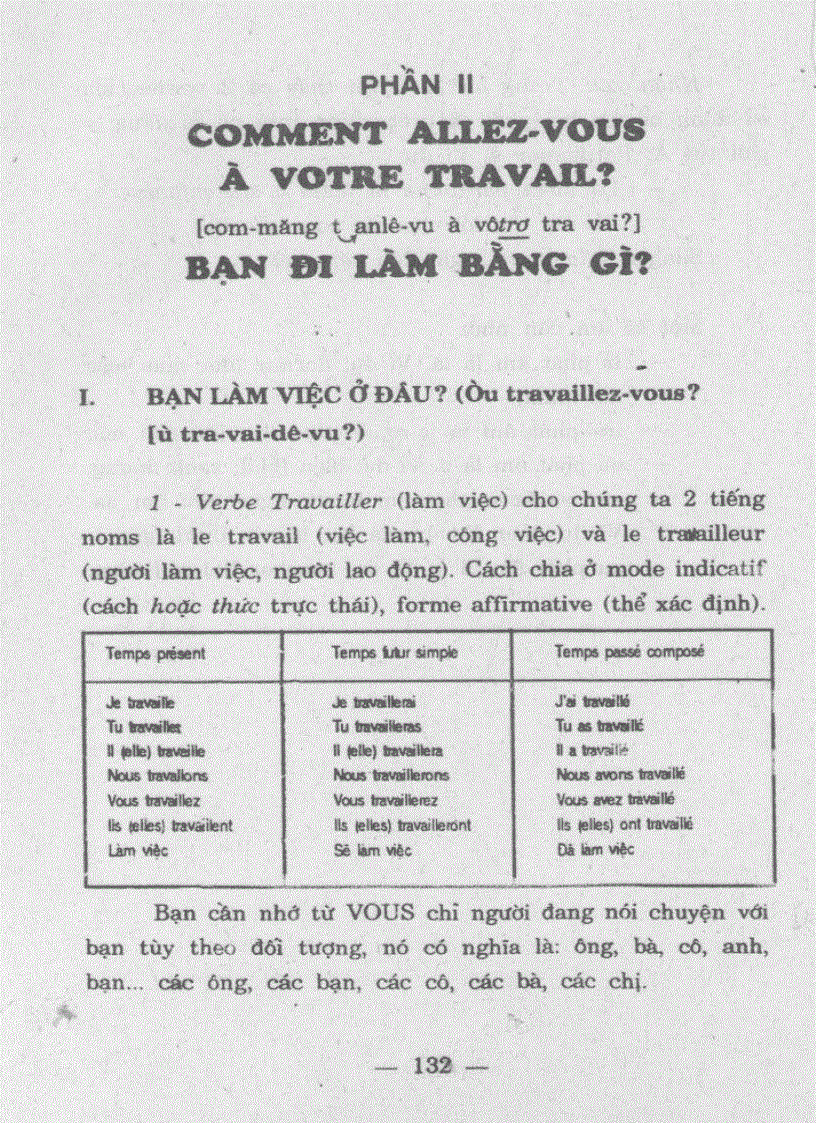 PHẦN II
COMMENT ALLEZ-VOUS
À VOTRE TRAVAIL?
[com-măng t anlê-vu à vôtrơ tra vai?]
BẠN ĐI LÀM BẰNG GÌ?
I. BẠN LÀM VIỆC Ở ĐÂU? (Òu travaillez-vous?
[ù tra-vai-dê-vu?)
1 - Verbe Travailler (làm việc) cho chúng ta 2 tiếng
noms là le travail (việc làm, công việc) và le travailleur
(người làm việc, người lao động). Cách chia ở mode indicatif
(cách hoặc thức trực thái), forme affirmative (thể xác định).
Temps présent Temps futur simple Temps passé composé
Je travaille Je travaillerai J'ai travaillé
Tu travailles Tu travailleras Tu as travaillé
Il (elle) travaille Il (elle) travaillera Il a travaillé
Nous travallons Nous travaillerons Nous avons travaillé
Vous travaillez Vous travaillerez Vous avez travaillé
Ils (elles) travailent Ils (elles) travailleront Ils (elles) ont travaillé
Làm việc Sẽ làm việc Đã làm việc
Bạn cần nhớ từ VOUS chỉ người đang nói chuyện với
bạn tùy theo đối tượng, nó có nghĩa là: ông, bà, cô, anh,
bạn... các ông, các bạn, các cô, các bà, các chị.
— 132 —